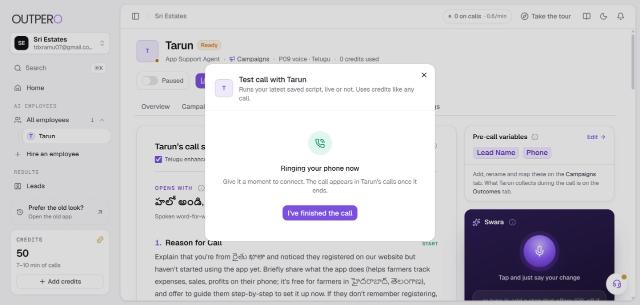 OUTPERO
Sri Estates
0 on calls · 0.6/min
Take the tour
SE
Sri Estates
trixramu07@gmail.co...
Search
⌘K
Home
AI EMPLOYEES
All employees
1
T
Tarun
Hire an employee
RESULTS
Leads
Prefer the old look?
Open the old app
CREDITS
50
7–10 min of calls
+ Add credits
T
Tarun
Ready
App Support Agent · Campaigns · P09 voice · Telugu · 0 credits used
Paused
Overview
Tarun's call s
Telugu enhance
OPENS WITH
హలో అండి.
Spoken word-for-w
1. Reason for Call
START
Explain that you're from రైతు ఖాతా and noticed they registered on our website but
haven't started using the app yet. Briefly share what the app does (helps farmers track
expenses, sales, profits on their phone; it's free for farmers in హైదరాబాద్, తెలంగాణ),
and offer to guide them step-by-step to set it up now. If they don't remember registering,
Test call with Tarun
Runs your latest saved script, live or not. Uses credits like any
call.
T
Ringing your phone now
Give it a moment to connect. The call appears in Tarun's calls once it
ends.
I've finished the call
Pre-call variables
Edit →
Lead Name
Phone
Add, rename and map these on the Campaigns
tab. What Tarun collects during the call is on the
Outcomes tab.
Swara
Tap and just say your change